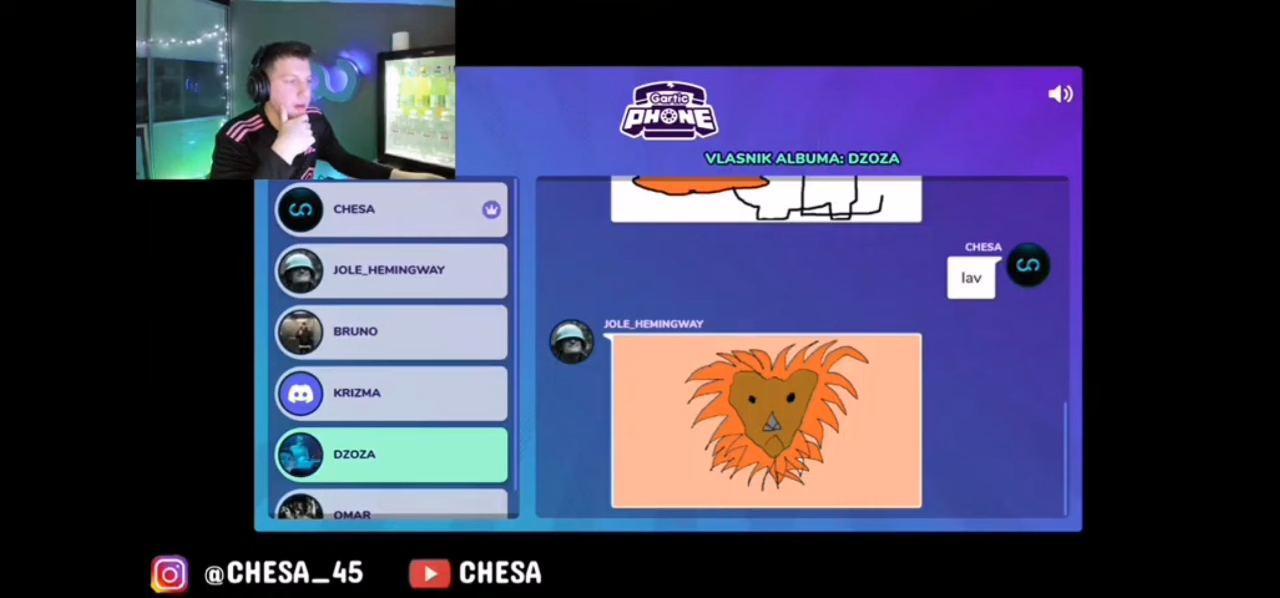 Gartic
PHONE
VLASNIK ALBUMA: DZOZA
CHESA
JOLE_HEMINGWAY
BRUNO
KRIZMA
DZOZA
OMAR
CHESA
lav
JOLE_HEMINGWAY
@CHESA_45
CHESA